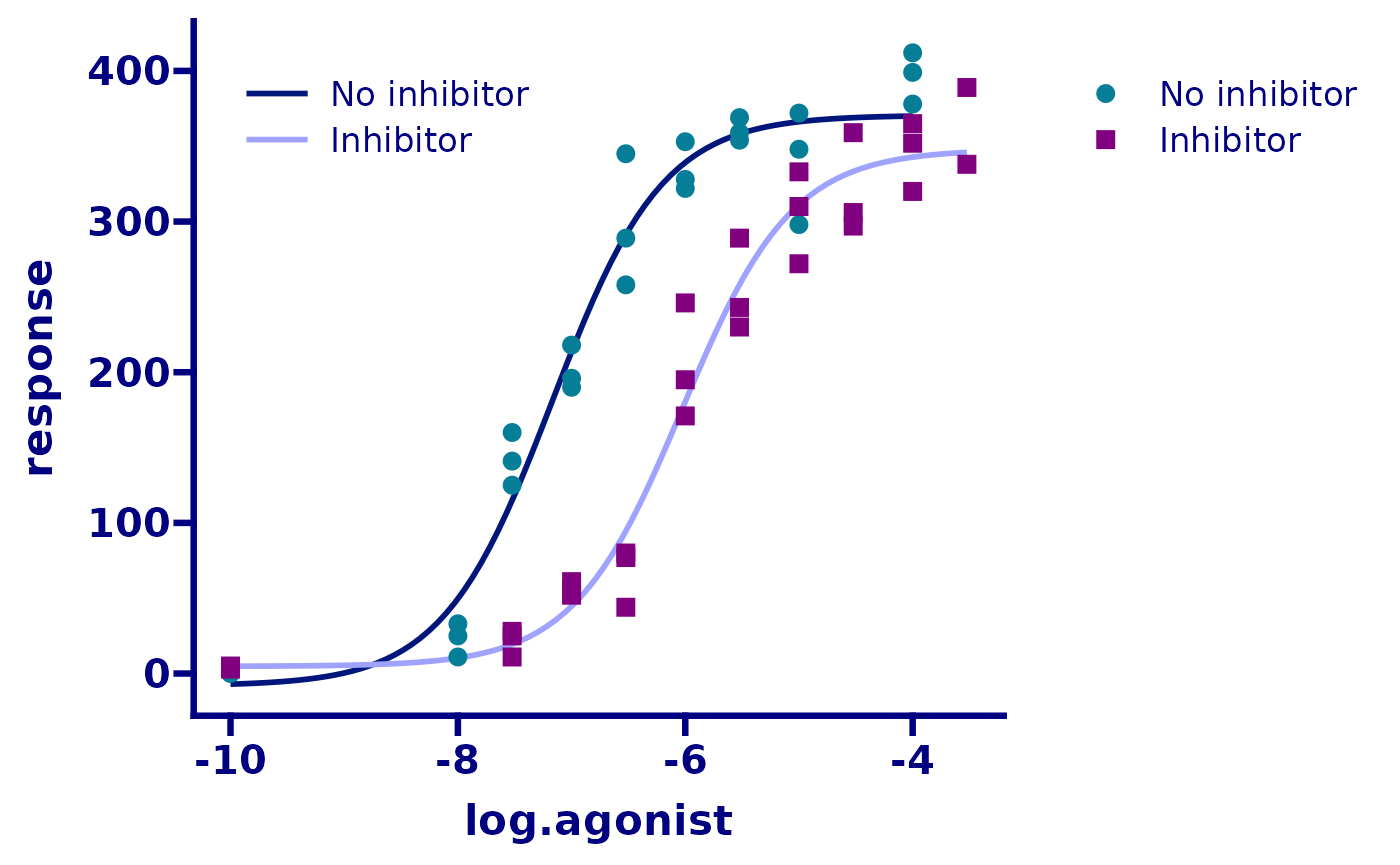 400
300
200
100
0
response
No inhibitor
Inhibitor
No inhibitor
Inhibitor
-10 -8 -6 -4
log.agonist